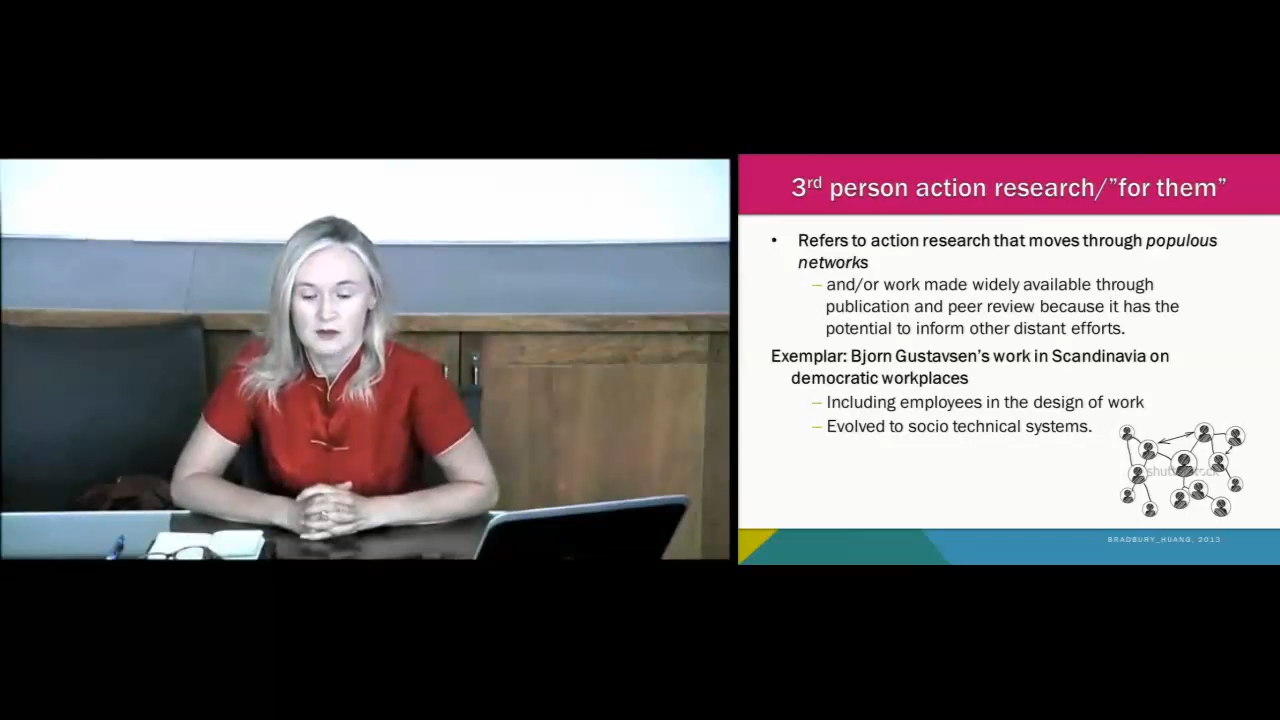 3rd person action research/”for them”
• Refers to action research that moves through populous
networks
– and/or work made widely available through
publication and peer review because it has the
potential to inform other distant efforts.
Exemplar: Bjorn Gustavsen’s work in Scandinavia on
democratic workplaces
– Including employees in the design of work
– Evolved to socio technical systems.
shutterstock
BRADBURY_HUANG, 2013